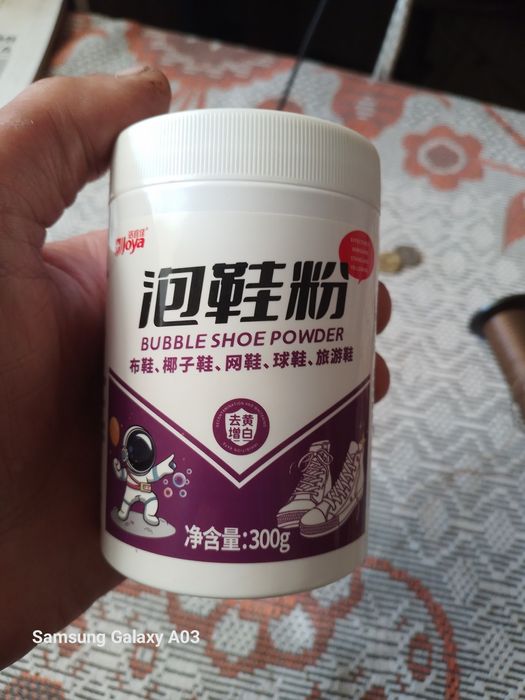 Joya
泡鞋粉
BUBBLE SHOE POWDER
布鞋、椰子鞋、网鞋、球鞋、旅游鞋
去黄
增白
净含量:300g
Samsung Galaxy A03